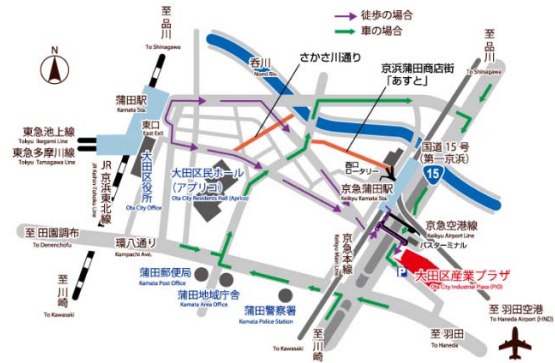 徒歩の場合
車の場合
N
至 品川
To Shinagawa
至 品川
To Shinagawa
さかさ川通り
呑川
京浜蒲田商店街
「あすと」
蒲田駅
Kamata Sta.
東口
East Exit
東急池上線
Tokyu Ikegami Line
東急多摩川線
Tokyu Tamagawa Line
JR 京浜東北線
JR Keihin-Tohoku Line
大田区役所
Ota City Office
大田区民ホール
(アプリコ)
Ota City Residents Hall (Aprico)
西口
ロータリー
国道 15 号
(第一京浜)
15
京急蒲田駅
Keikyu Kamata Sta.
京急空港線
Keikyu Airport Line
バスターミナル
京急本線
Keikyu Main Line
至 田園調布
To Denenchofu
環八通り
Kampachi Ave.
蒲田郵便局
Kamata Post Office
蒲田地域庁舎
Kamata Area Office
蒲田警察署
Kamata Police Station
P
大田区産業プラザ
Ota City Industrial Plaza (PiO)
至 川崎
To Kawasaki
至 川崎
To Kawasaki
至 羽田
To Haneda
至 羽田空港
To Haneda Airport (HND)